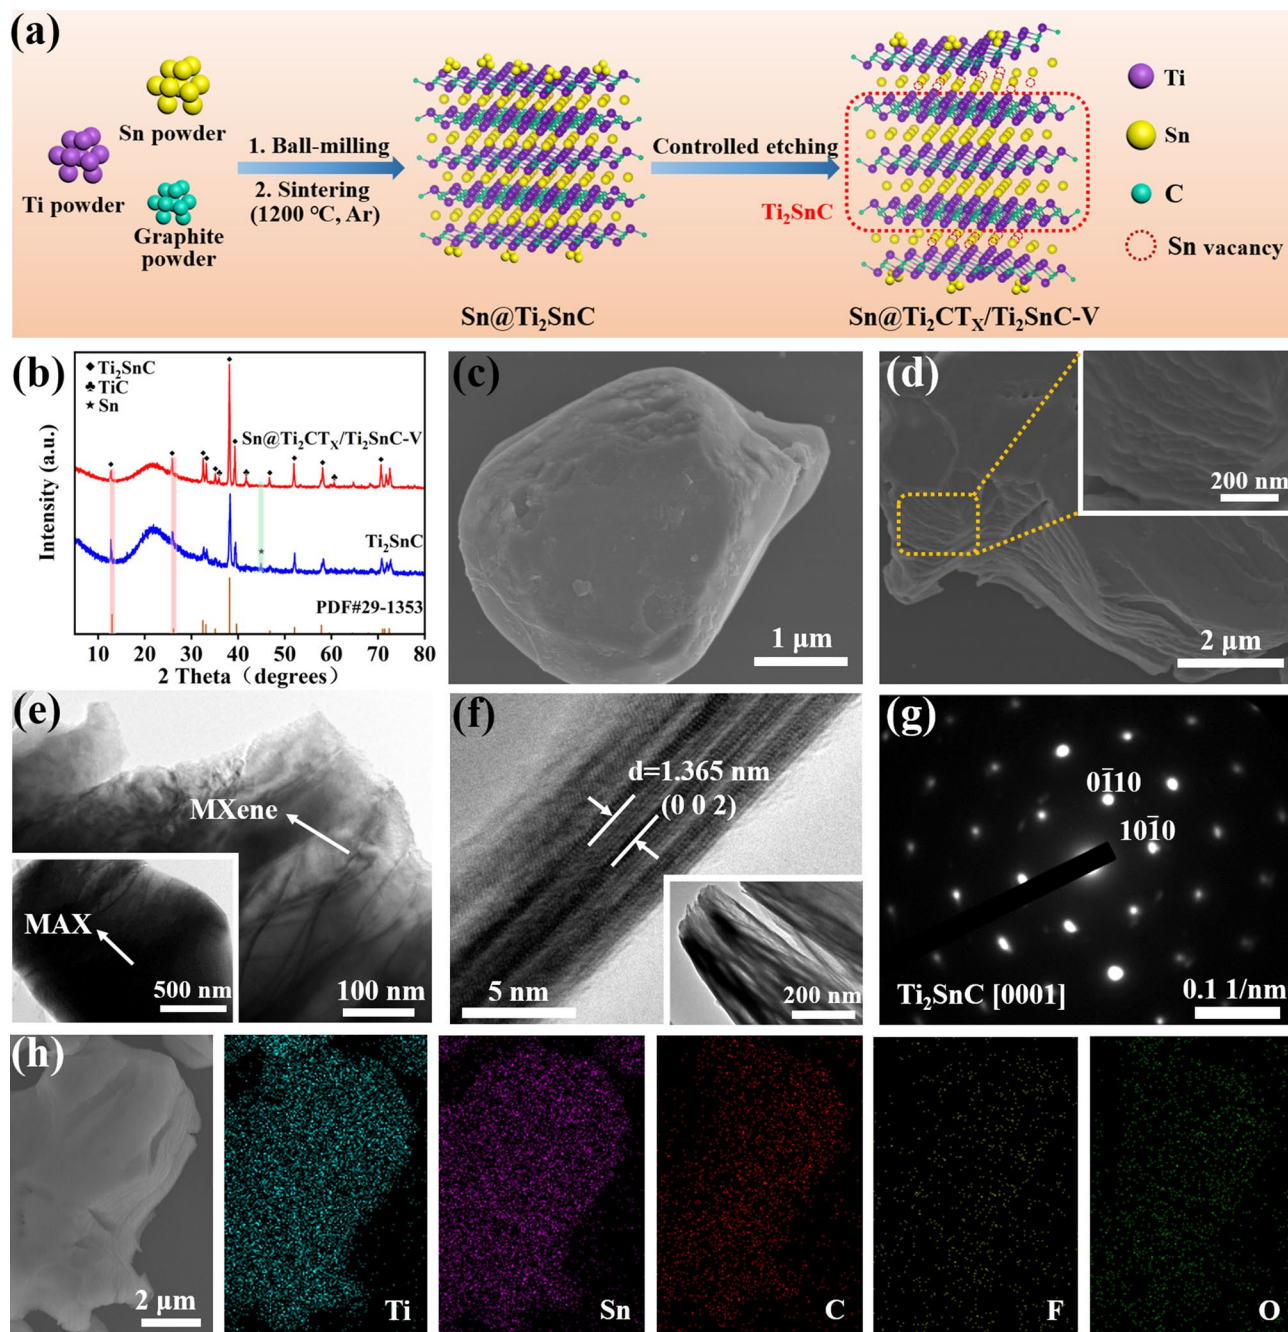 (a)
Sn powder
Ti powder
Graphite
powder
1. Ball-milling
2. Sintering
(1200 ℃, Ar)
Sn@Ti₂SnC
Controlled etching
Ti₂SnC
Sn@Ti₂CTₓ/Ti₂SnC-V
Ti
Sn
C
Sn vacancy
(b)
♦ Ti₂SnC
♣ TiC
★ Sn
Sn@Ti₂CTₓ/Ti₂SnC-V
Ti₂SnC
PDF#29-1353
Intensity (a.u.)
10 20 30 40 50 60 70 80
2 Theta（degrees）
(c)
1 μm
(d)
200 nm
2 μm
(e)
MXene
MAX
500 nm
100 nm
(f)
d=1.365 nm
(0 0 2)
5 nm
200 nm
(g)
01̅10
101̅0
Ti₂SnC [0001]
0.1 1/nm
(h)
2 μm
Ti
Sn
C
F
O